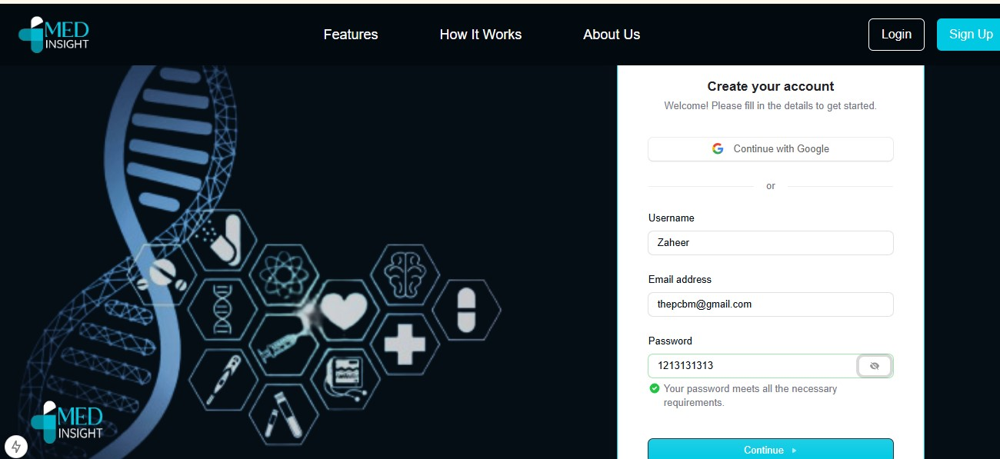 MED
INSIGHT
Features
How It Works
About Us
Login
Sign Up
Create your account
Welcome! Please fill in the details to get started.
Continue with Google
or
Username
Zaheer
Email address
thepcbm@gmail.com
Password
1213131313
Your password meets all the necessary
requirements.
Continue
MED
INSIGHT